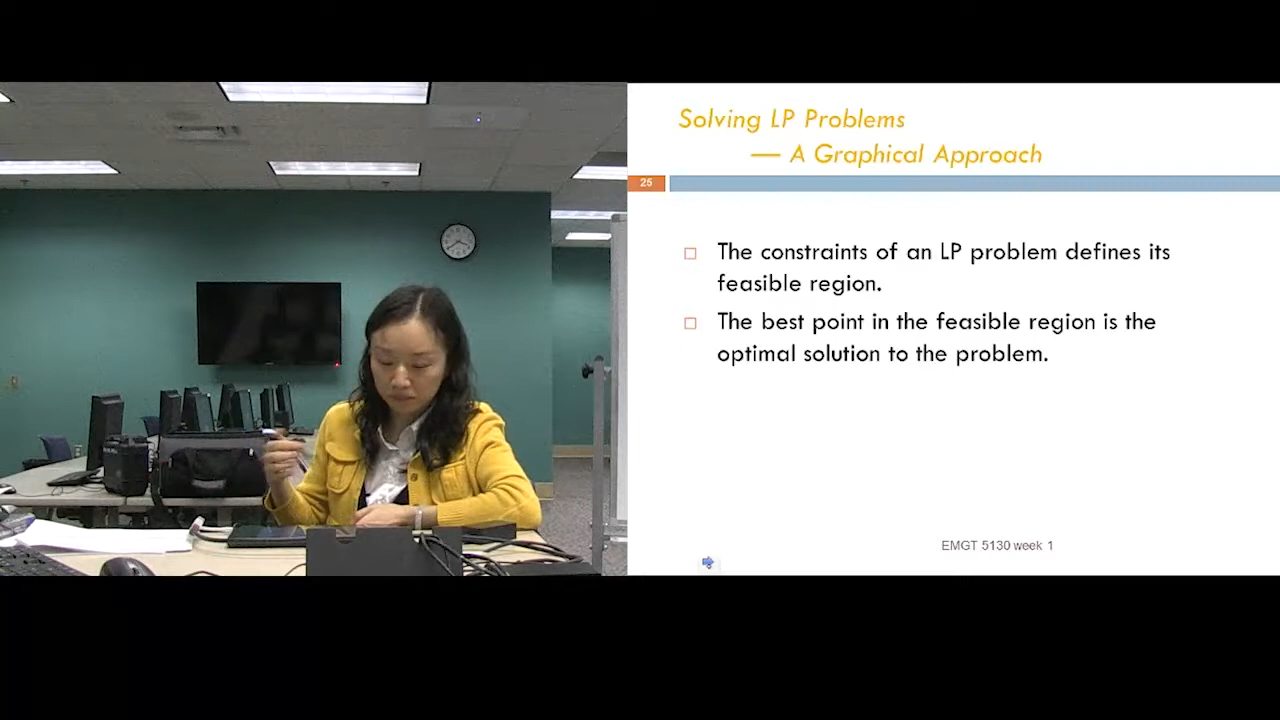 Solving LP Problems
— A Graphical Approach
25
The constraints of an LP problem defines its
feasible region.
The best point in the feasible region is the
optimal solution to the problem.
EMGT 5130 week 1